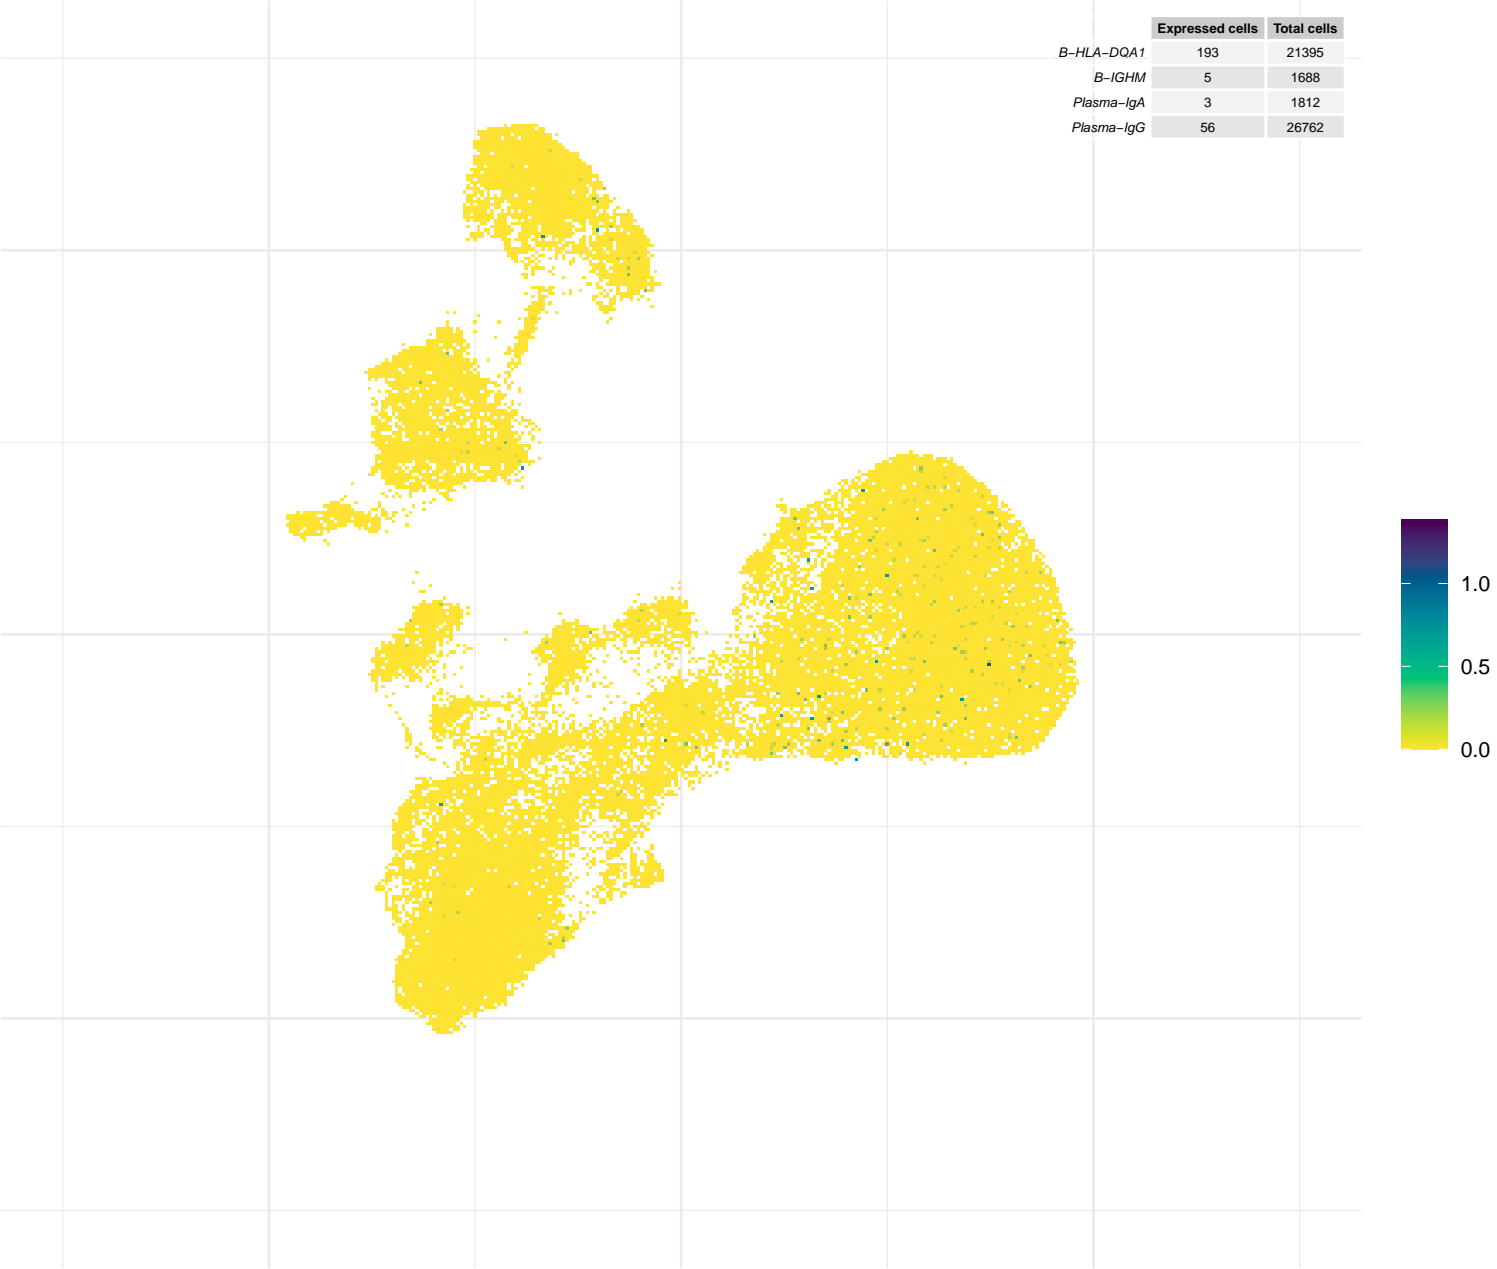 Expressed cells Total cells
B−HLA−DQA1 193 21395
B−IGHM 5 1688
Plasma−IgA 3 1812
Plasma−IgG 56 26762
1.0
0.5
0.0